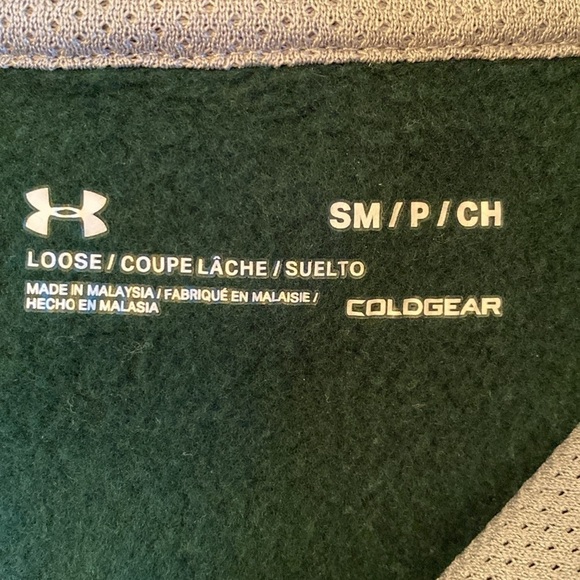 SM / P / CH
LOOSE / COUPE LÂCHE / SUELTO
MADE IN MALAYSIA / FABRIQUÉ EN MALAISIE /
HECHO EN MALASIA
COLDGEAR